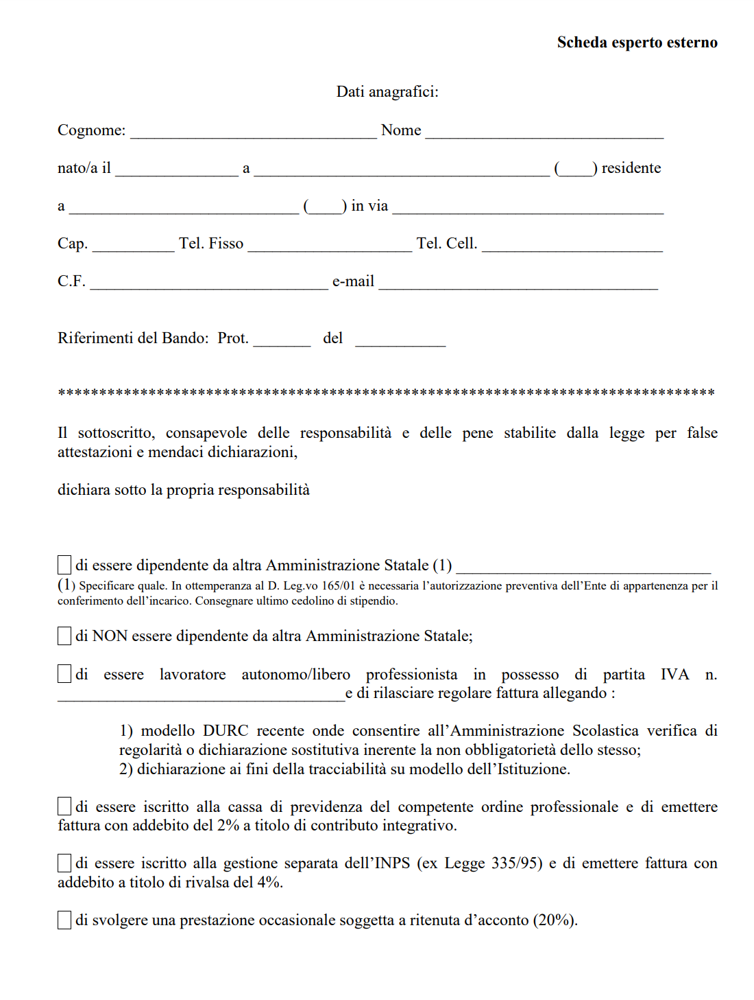 Scheda esperto esterno
Dati anagrafici:
Cognome: ______________________________ Nome _____________________________
nato/a il _______________ a ____________________________________ (____) residente
a ____________________________ (____) in via _________________________________
Cap. __________ Tel. Fisso ____________________ Tel. Cell. ______________________
C.F. _____________________________ e-mail __________________________________
Riferimenti del Bando: Prot. _______ del ___________
********************************************************************************
Il sottoscritto, consapevole delle responsabilità e delle pene stabilite dalla legge per false
attestazioni e mendaci dichiarazioni,
dichiara sotto la propria responsabilità
di essere dipendente da altra Amministrazione Statale (1) _______________________________
(1) Specificare quale. In ottemperanza al D. Leg.vo 165/01 è necessaria l’autorizzazione preventiva dell’Ente di appartenenza per il
conferimento dell’incarico. Consegnare ultimo cedolino di stipendio.
di NON essere dipendente da altra Amministrazione Statale;
di essere lavoratore autonomo/libero professionista in possesso di partita IVA n.
___________________________________e di rilasciare regolare fattura allegando :
1) modello DURC recente onde consentire all’Amministrazione Scolastica verifica di
regolarità o dichiarazione sostitutiva inerente la non obbligatorietà dello stesso;
2) dichiarazione ai fini della tracciabilità su modello dell’Istituzione.
di essere iscritto alla cassa di previdenza del competente ordine professionale e di emettere
fattura con addebito del 2% a titolo di contributo integrativo.
di essere iscritto alla gestione separata dell’INPS (ex Legge 335/95) e di emettere fattura con
addebito a titolo di rivalsa del 4%.
di svolgere una prestazione occasionale soggetta a ritenuta d’acconto (20%).